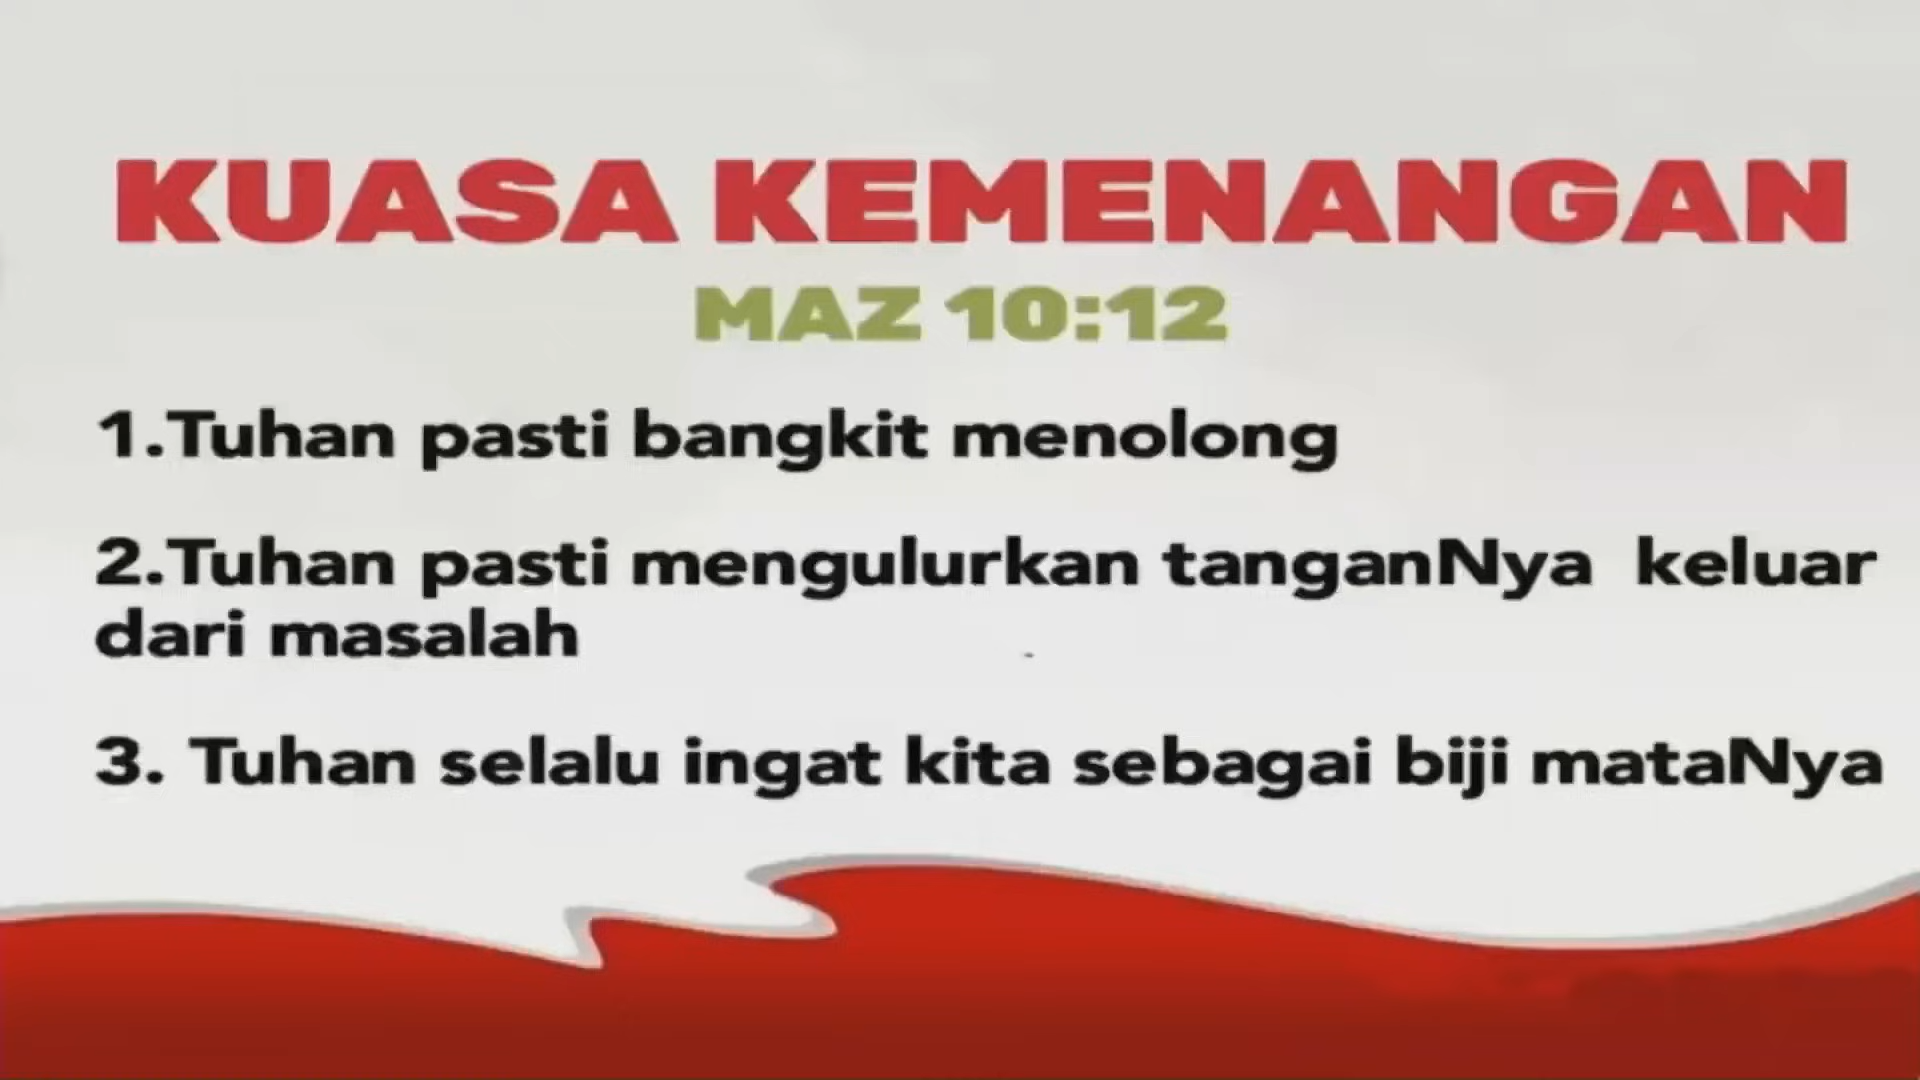 KUASA KEMENANGAN
MAZ 10:12
1.Tuhan pasti bangkit menolong
2.Tuhan pasti mengulurkan tanganNya keluar
dari masalah
3. Tuhan selalu ingat kita sebagai biji mataNya